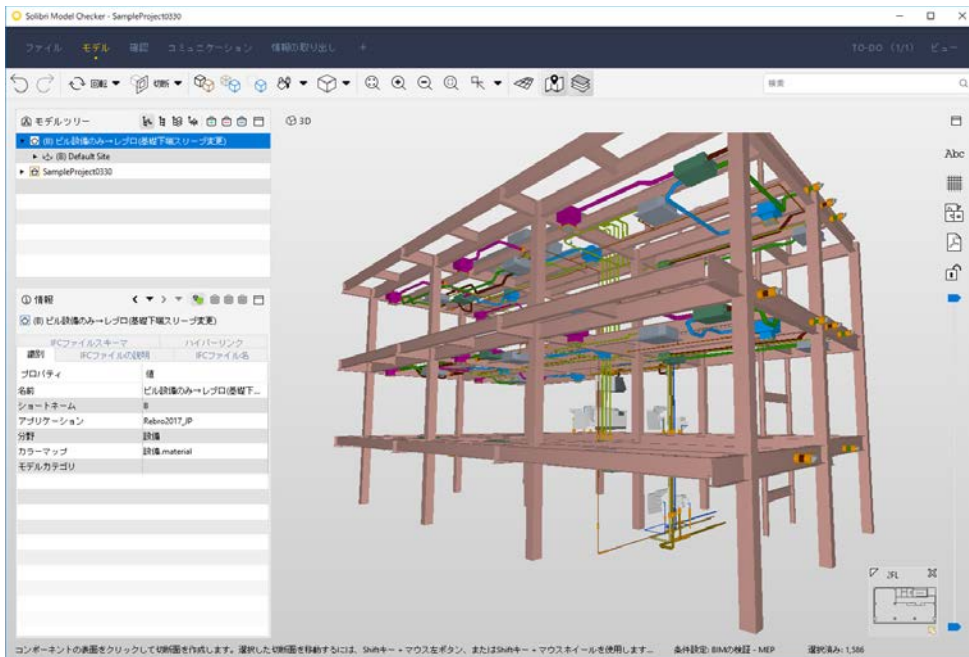 Solibri Model Checker - SampleProject0330
ファイル モデル 確認 コミュニケーション 情報の取り出し +
TO-DO (1/1) ビュー
回転 切断
検索
モデルツリー
3D
(B) ビル設備のみ→レブロ(基礎下端スリーブ変更)
(B) Default Site
SampleProject0330
Abc
情報
(B) ビル設備のみ→レブロ(基礎下端スリーブ変更)
IFCファイルスキーマ ハイパーリンク
識別 IFCファイルの説明 IFCファイル名
プロパティ 値
名前 ビル設備のみ→レブロ(基礎下...
ショートネーム B
アプリケーション Rebro2017_JP
分野 設備
カラーマップ 設備.material
モデルカテゴリ
2FL
コンポーネントの表面をクリックして切断面を作成します。選択した切断面を移動するには、Shiftキー + マウス左ボタン、またはShiftキー + マウスホイールを使用します...
条件設定: BIMの検証 - MEP
選択済み: 1,586